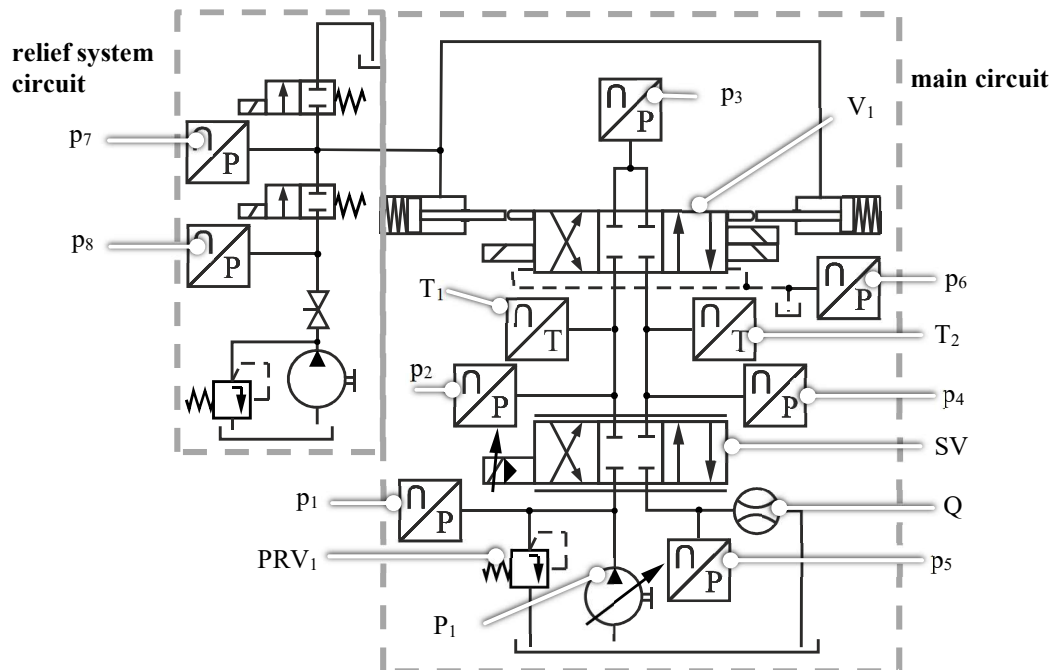 relief system
circuit
main circuit
p₃
V₁
p₇
P
P
p₈
P
p₆
P
T₁
T
T
T₂
p₂
P
P
p₄
SV
p₁
P
Q
PRV₁
P
p₅
P₁